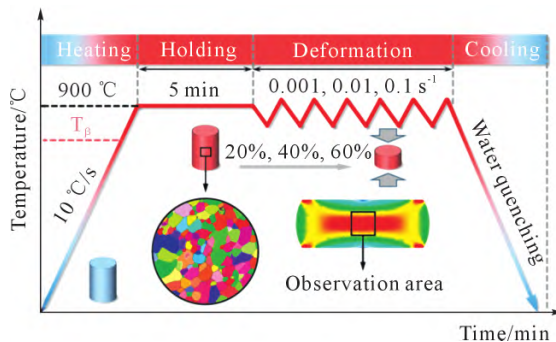 Heating Holding Deformation Cooling
900 ℃ 5 min 0.001, 0.01, 0.1 s⁻¹
Tβ
20%, 40%, 60%
10 ℃/s
Water quenching
Observation area
Temperature/℃
Time/min